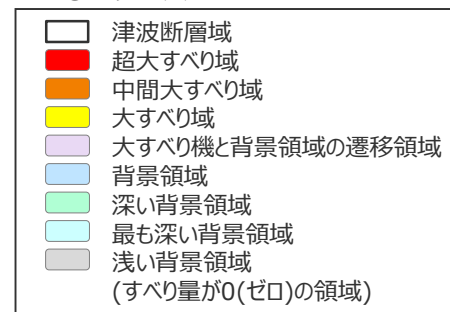 津波断層域
超大すべり域
中間大すべり域
大すべり域
大すべり機と背景領域の遷移領域
背景領域
深い背景領域
最も深い背景領域
浅い背景領域
(すべり量が0(ゼロ)の領域)